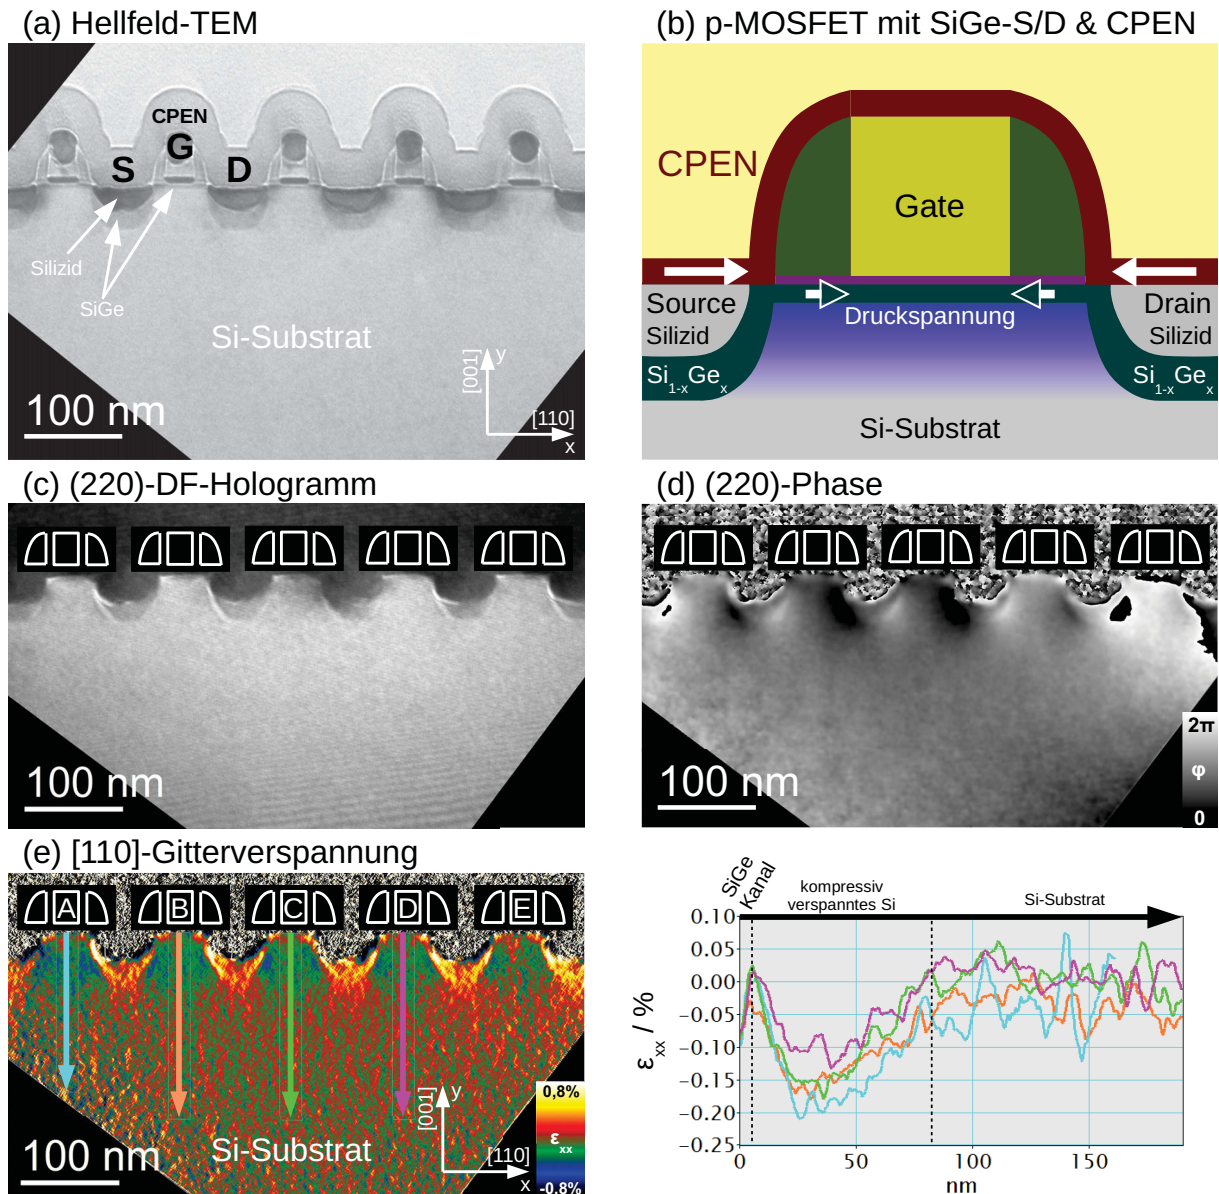 (a) Hellfeld-TEM
CPEN
G
S
D
Silizid
SiGe
Si-Substrat
[001]
y
[110]
x
100 nm
(b) p-MOSFET mit SiGe-S/D & CPEN
CPEN
Gate
Source
Silizid
Drain
Silizid
Druckspannung
Si1-xGex
Si1-xGex
Si-Substrat
(c) (220)-DF-Hologramm
100 nm
(d) (220)-Phase
100 nm
2π
φ
0
(e) [110]-Gitterverspannung
A
B
C
D
E
Si-Substrat
[001]
y
[110]
x
100 nm
0,8%
εxx
-0,8%
SiGe
Kanal
kompressiv
verspanntes Si
Si-Substrat
εxx / %
0.10
0.05
0.00
−0.05
−0.10
−0.15
−0.20
−0.25
0
50
100
150
nm